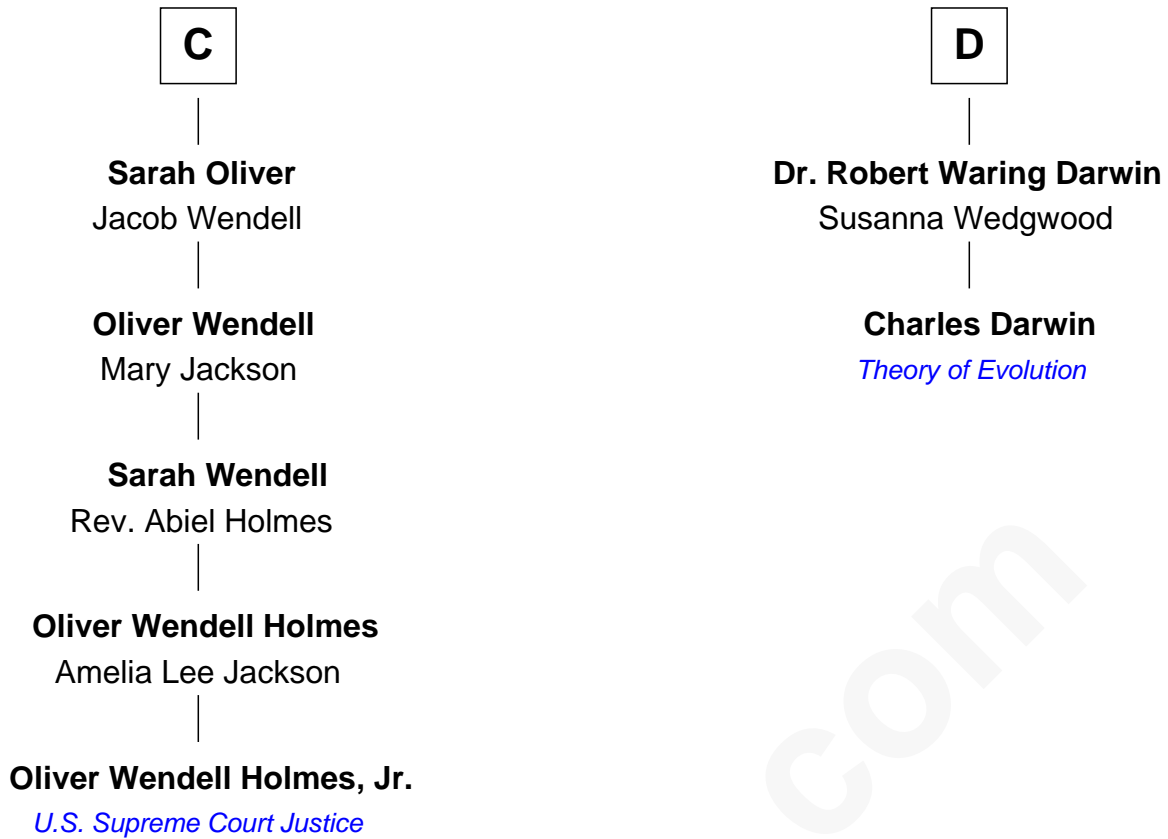 C
Sarah Oliver
Jacob Wendell
Oliver Wendell
Mary Jackson
Sarah Wendell
Rev. Abiel Holmes
Oliver Wendell Holmes
Amelia Lee Jackson
Oliver Wendell Holmes, Jr.
U.S. Supreme Court Justice
D
Dr. Robert Waring Darwin
Susanna Wedgwood
Charles Darwin
Theory of Evolution
com